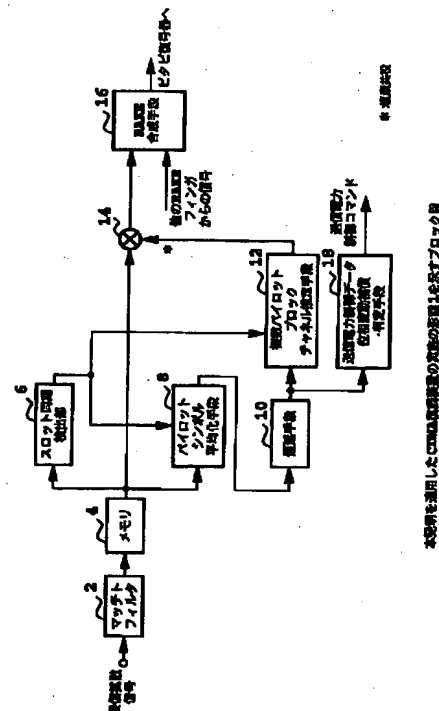 受信拡散
信号
2
マッチト
フィルタ
4
メモリ
6
スロット同期
検出部
8
パイロット
シンボル
平均化手段
10
遅延手段
12
複数パイロット
ブロック
チャネル推定手段
14
*
16
RAKE
合成手段
ビタビ復号器へ
他のRAKE
フィンガ
からの信号
18
送信電力制御データ
位相変動補償
・判定手段
送信電力
制御コマンド
* 複素共役
本発明を適用したCDMA復調装置の実施の形態1を示すブロック図